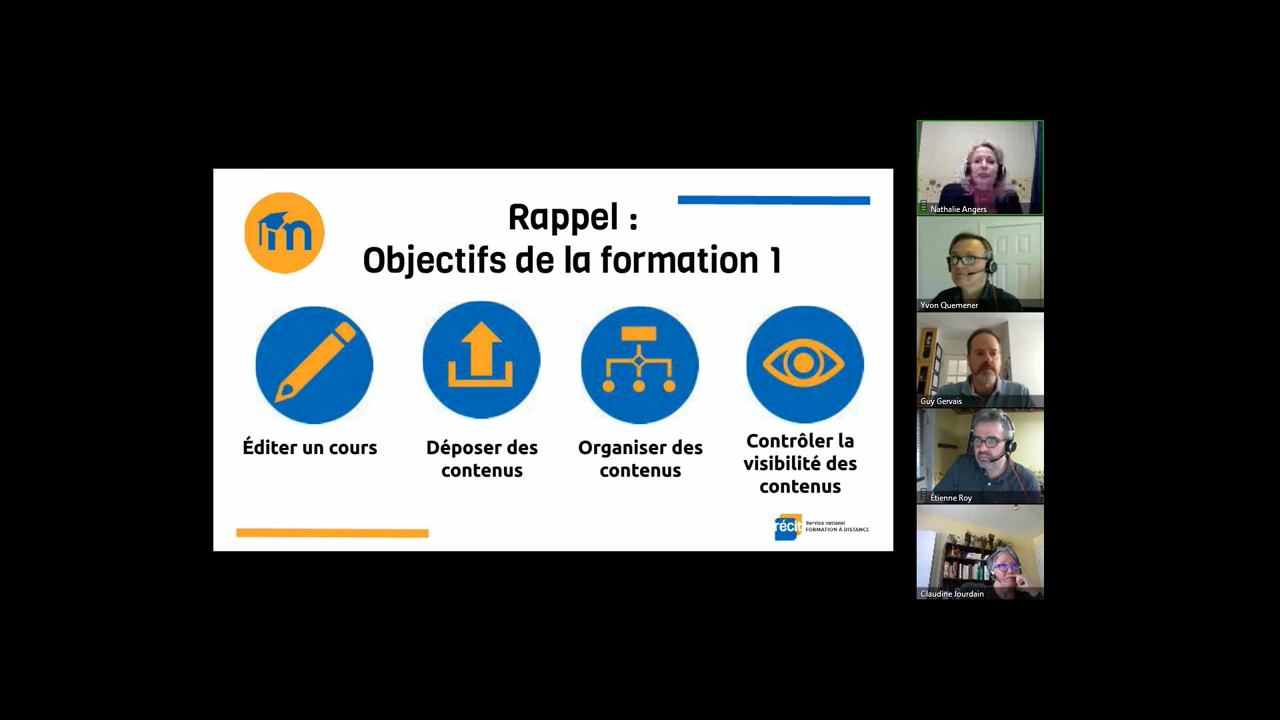 Rappel :
Objectifs de la formation 1
Éditer un cours
Déposer des
contenus
Organiser des
contenus
Contrôler la
visibilité des
contenus
récit
Service national
FORMATION À DISTANCE
Nathalie Angers
Yvon Quemener
Guy Gervais
Étienne Roy
Claudine Jourdain